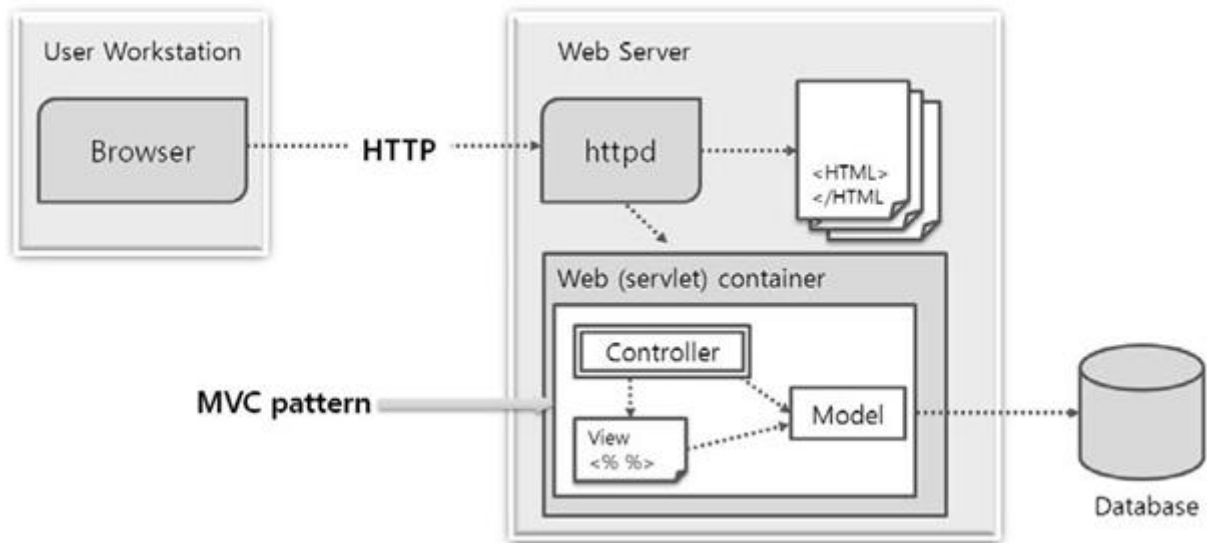 User Workstation
Browser
HTTP
Web Server
httpd
<HTML>
</HTML
Web (servlet) container
Controller
MVC pattern
View
<% %>
Model
Database